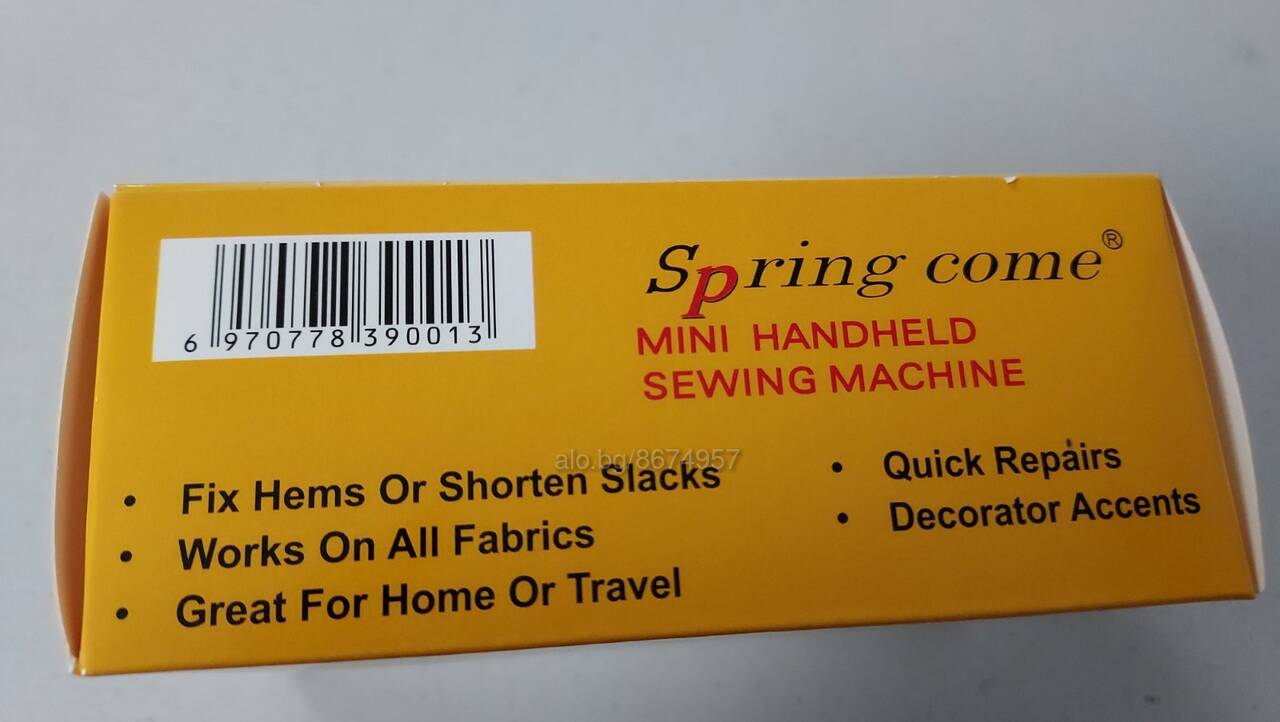 6 970778 390013
Spring come®
MINI HANDHELD
SEWING MACHINE
alo.bg/8674957
• Fix Hems Or Shorten Slacks
• Works On All Fabrics
• Great For Home Or Travel
• Quick Repairs
• Decorator Accents